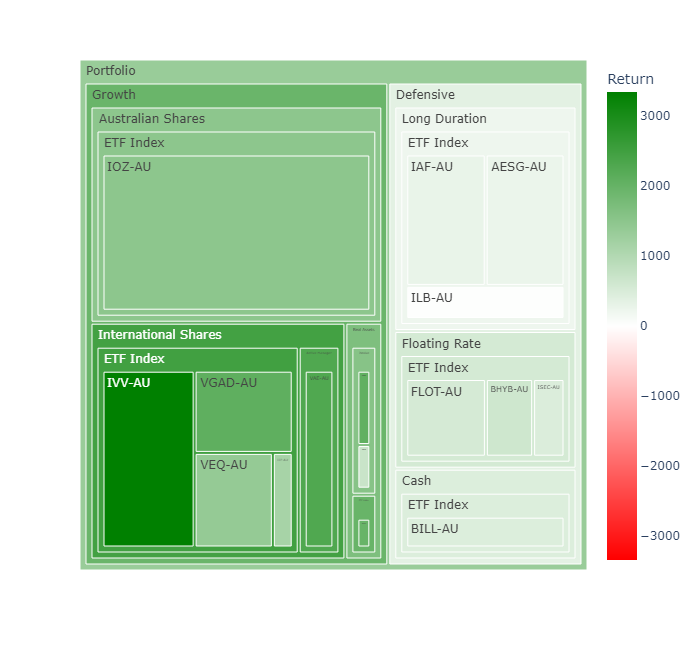 Portfolio
Growth
Australian Shares
ETF Index
IOZ-AU
International Shares
ETF Index
IVV-AU
VGAD-AU
VEQ-AU
Defensive
Long Duration
ETF Index
IAF-AU
AESG-AU
ILB-AU
Floating Rate
ETF Index
FLOT-AU
BHYB-AU
ISEC-AU
Cash
ETF Index
BILL-AU
Return
3000
2000
1000
0
−1000
−2000
−3000